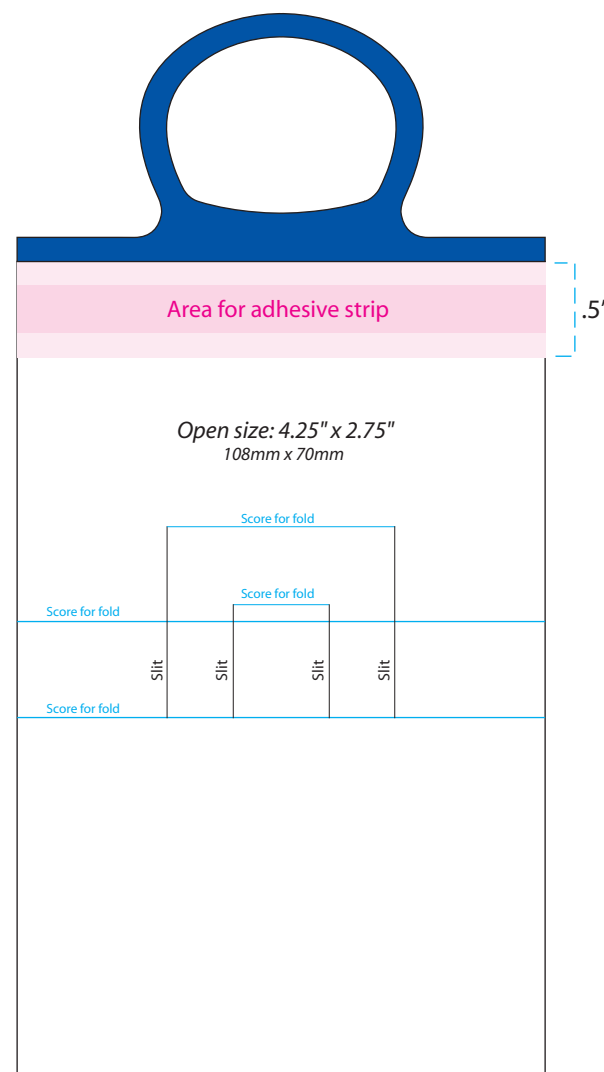 Area for adhesive strip
.5"
Open size: 4.25" x 2.75"
108mm x 70mm
Score for fold
Score for fold
Score for fold
Slit
Slit
Slit
Slit
Score for fold